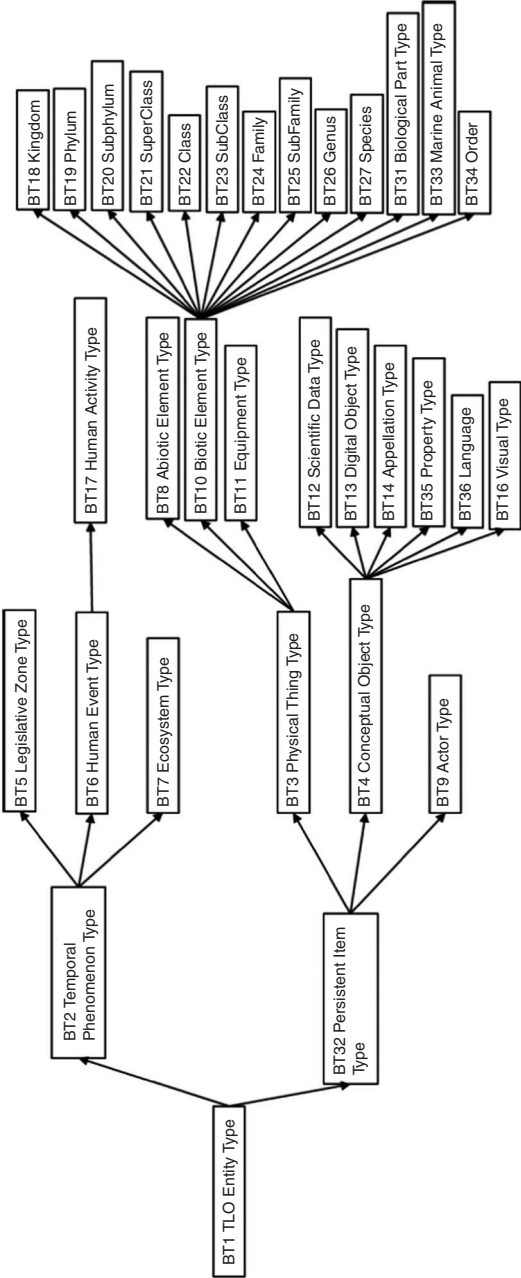 BT1 TLO Entity Type
BT2 Temporal
Phenomenon Type
BT32 Persistent Item
Type
BT5 Legislative Zone Type
BT6 Human Event Type
BT7 Ecosystem Type
BT3 Physical Thing Type
BT4 Conceptual Object Type
BT9 Actor Type
BT17 Human Activity Type
BT8 Abiotic Element Type
BT10 Biotic Element Type
BT11 Equipment Type
BT12 Scientific Data Type
BT13 Digital Object Type
BT14 Appellation Type
BT35 Property Type
BT36 Language
BT16 Visual Type
BT18 Kingdom
BT19 Phylum
BT20 Subphylum
BT21 SuperClass
BT22 Class
BT23 SubClass
BT24 Family
BT25 SubFamily
BT26 Genus
BT27 Species
BT31 Biological Part Type
BT33 Marine Animal Type
BT34 Order